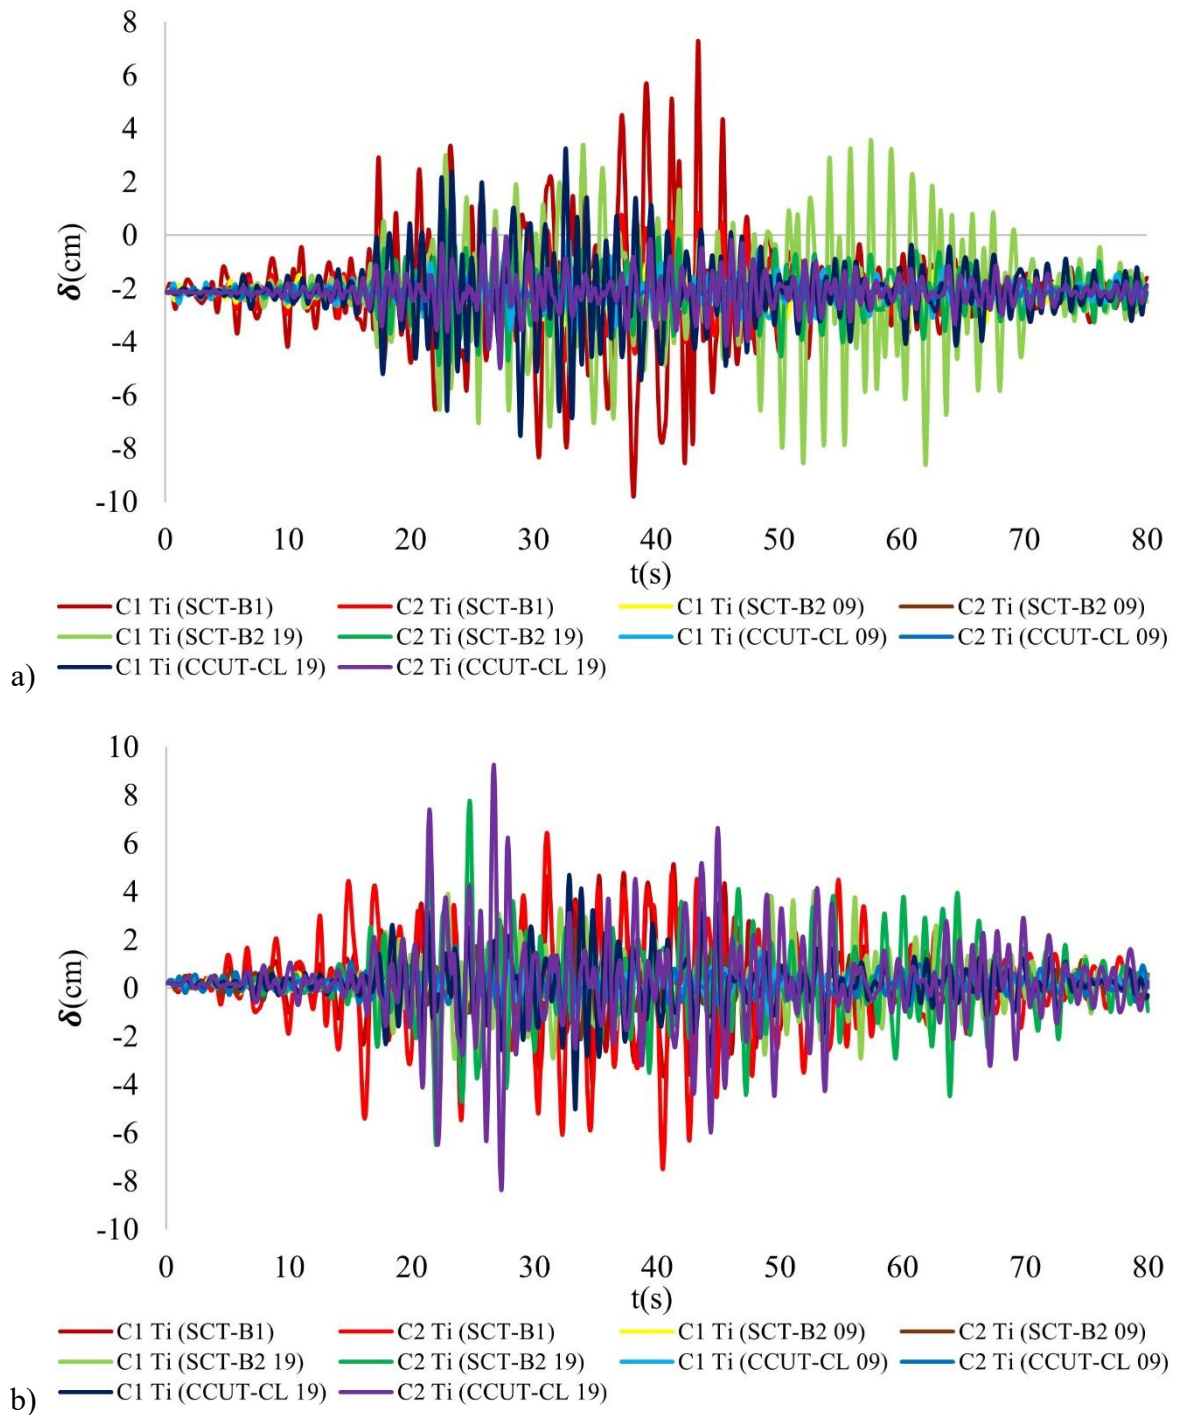 8
6
4
2
0
-2
-4
-6
-8
-10
δ(cm)
0 10 20 30 40 50 60 70 80
t(s)
C1 Ti (SCT-B1) C2 Ti (SCT-B1) C1 Ti (SCT-B2 09) C2 Ti (SCT-B2 09)
C1 Ti (SCT-B2 19) C2 Ti (SCT-B2 19) C1 Ti (CCUT-CL 09) C2 Ti (CCUT-CL 09)
C1 Ti (CCUT-CL 19) C2 Ti (CCUT-CL 19)
a)
10
8
6
4
2
0
-2
-4
-6
-8
-10
δ(cm)
0 10 20 30 40 50 60 70 80
t(s)
C1 Ti (SCT-B1) C2 Ti (SCT-B1) C1 Ti (SCT-B2 09) C2 Ti (SCT-B2 09)
C1 Ti (SCT-B2 19) C2 Ti (SCT-B2 19) C1 Ti (CCUT-CL 09) C2 Ti (CCUT-CL 09)
C1 Ti (CCUT-CL 19) C2 Ti (CCUT-CL 19)
b)